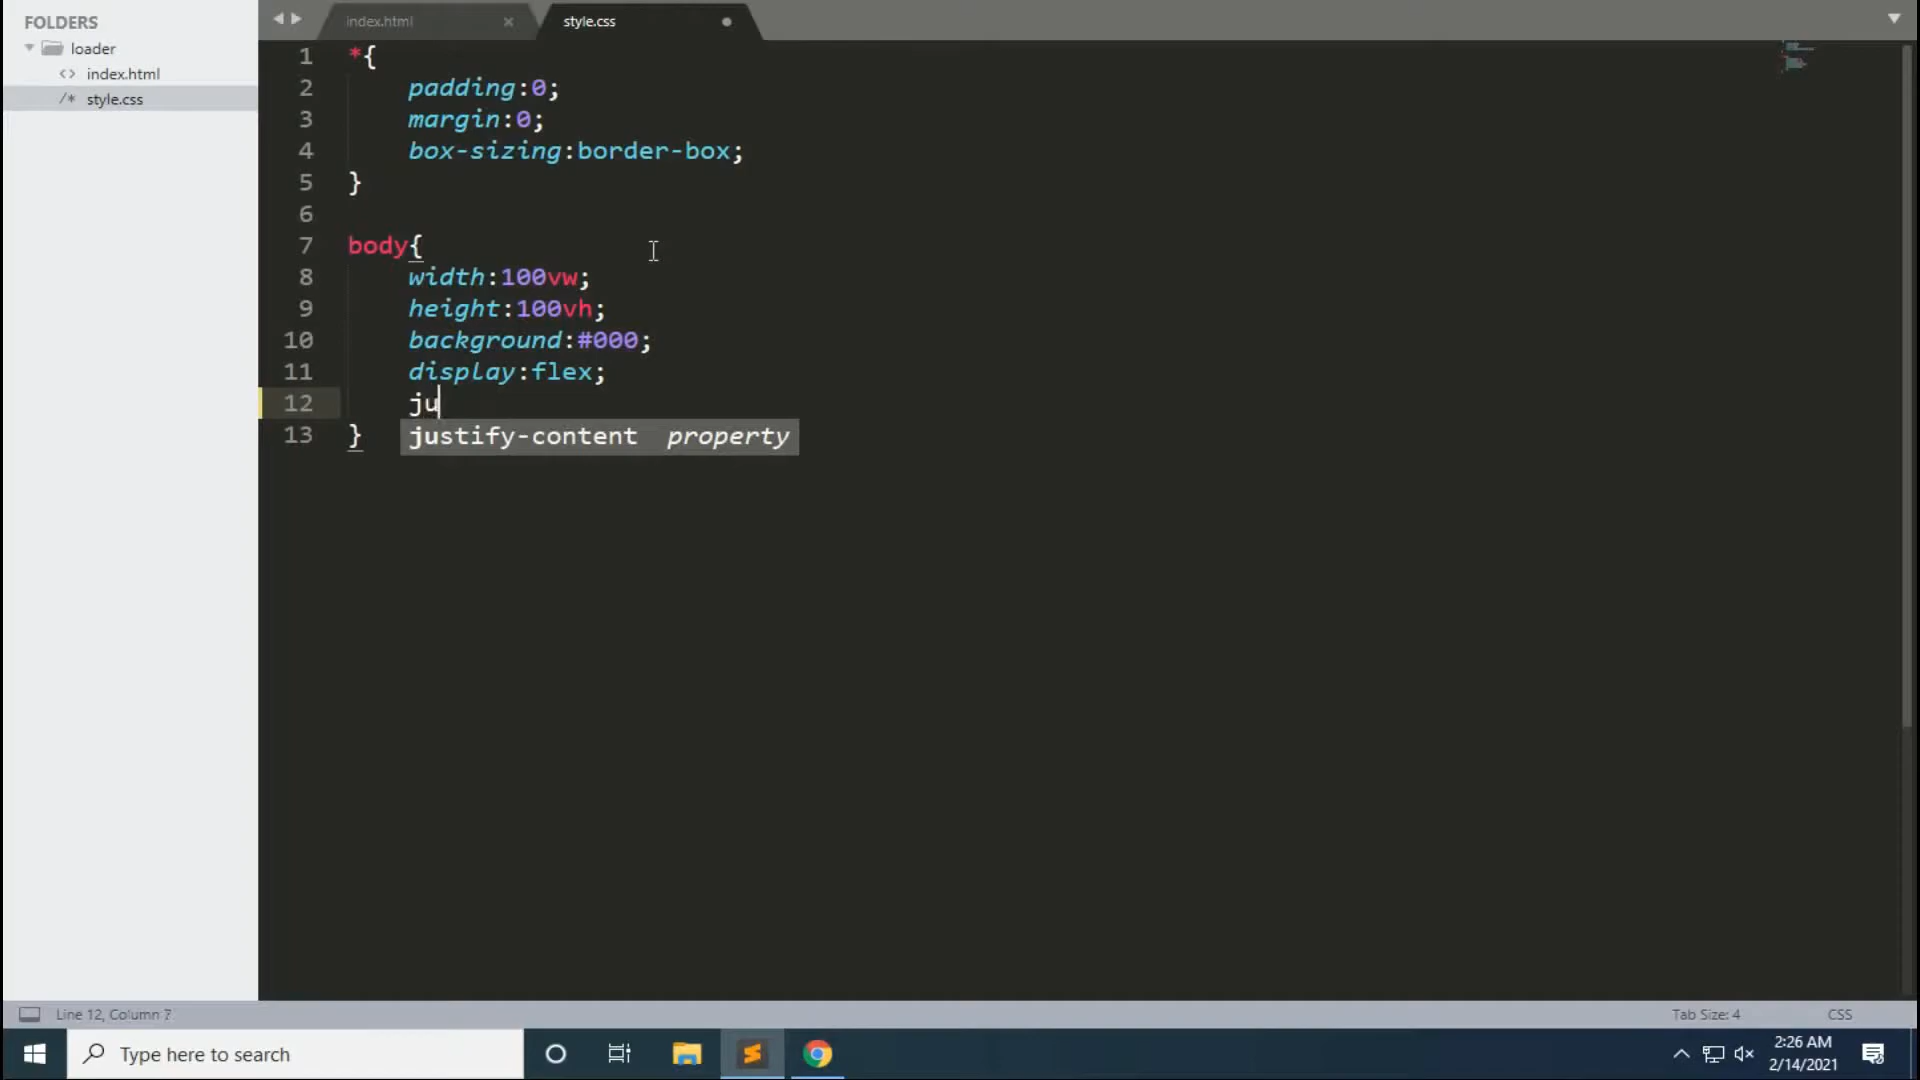 FOLDERS
loader
<> index.html
/* style.css
index.html
style.css
1 *{
2 padding:0;
3 margin:0;
4 box-sizing:border-box;
5 }
6
7 body{
8 width:100vw;
9 height:100vh;
10 background:#000;
11 display:flex;
12 ju
13 }
justify-content property
Line 12, Column 7
Tab Size: 4
CSS
Type here to search
2:26 AM
2/14/2021